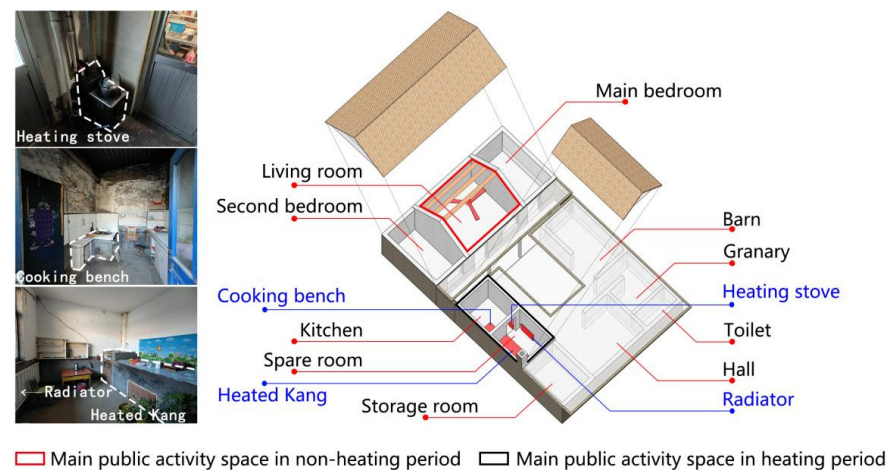 Heating stove
Cooking bench
Radiator
Heated Kang
Main bedroom
Living room
Second bedroom
Barn
Granary
Cooking bench
Heating stove
Kitchen
Toilet
Spare room
Hall
Heated Kang
Radiator
Storage room
Main public activity space in non-heating period
Main public activity space in heating period